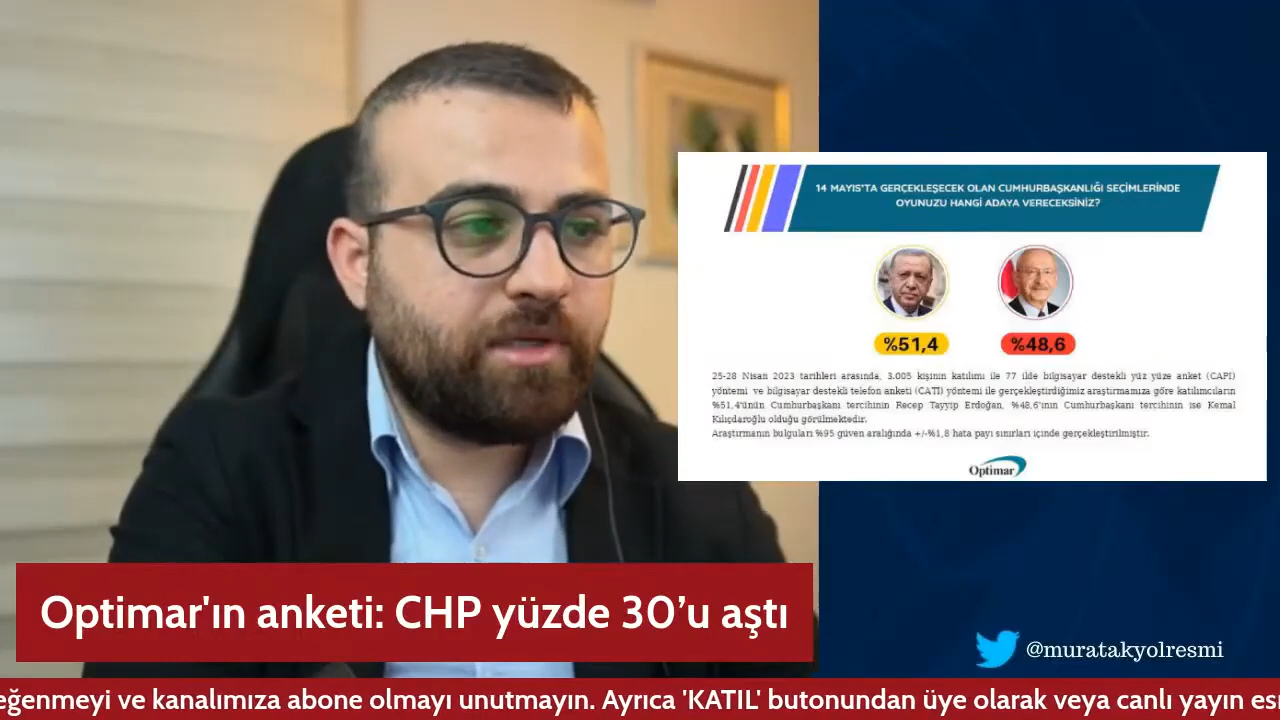 14 MAYIS'TA GERÇEKLEŞECEK OLAN CUMHURBAŞKANLIĞI SEÇİMLERİNDE
OYUNUZU HANGİ ADAYA VERECEKSİNİZ?
%51,4 %48,6
25-28 Nisan 2023 tarihleri arasında, 3.005 kişinin katılımı ile 77 ilde bilgisayar destekli yüz yüze anket (CAPI)
yöntemi ve bilgisayar destekli telefon anketi (CATI) yöntemi ile gerçekleştirdiğimiz araştırmamıza göre katılımcıların
%51,4'ünün Cumhurbaşkanı tercihinin Recep Tayyip Erdoğan, %48,6'ının Cumhurbaşkanı tercihinin ise Kemal
Kılıçdaroğlu olduğu görülmektedir.
Araştırmanın bulguları %95 güven aralığında +/-%1,8 hata payı sınırları içinde gerçekleştirilmiştir.
Optimar
Optimar'ın anketi: CHP yüzde 30’u aştı
@muratakyolresmi
eğenmeyi ve kanalımıza abone olmayı unutmayın. Ayrıca 'KATIL' butonundan üye olarak veya canlı yayın esn